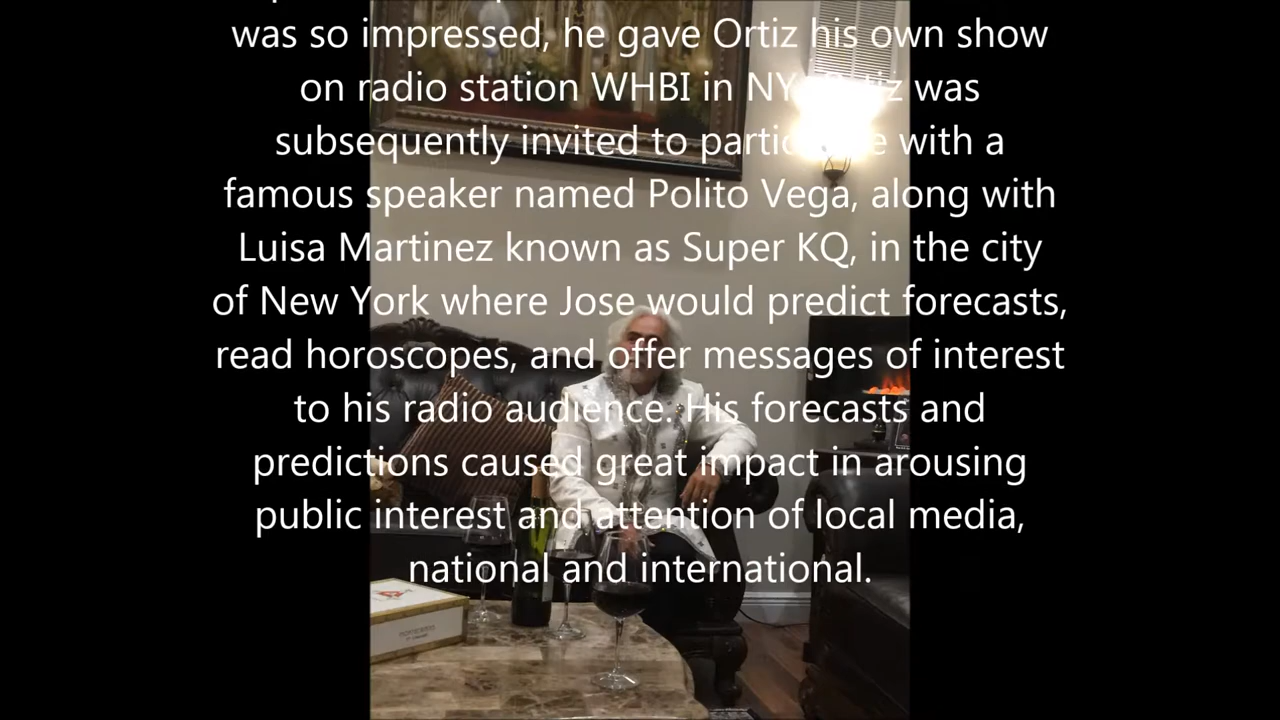 was so impressed, he gave Ortiz his own show
on radio station WHBI in NY. Ortiz was
subsequently invited to participate with a
famous speaker named Polito Vega, along with
Luisa Martinez known as Super KQ, in the city
of New York where Jose would predict forecasts,
read horoscopes, and offer messages of interest
to his radio audience. His forecasts and
predictions caused great impact in arousing
public interest and attention of local media,
national and international.